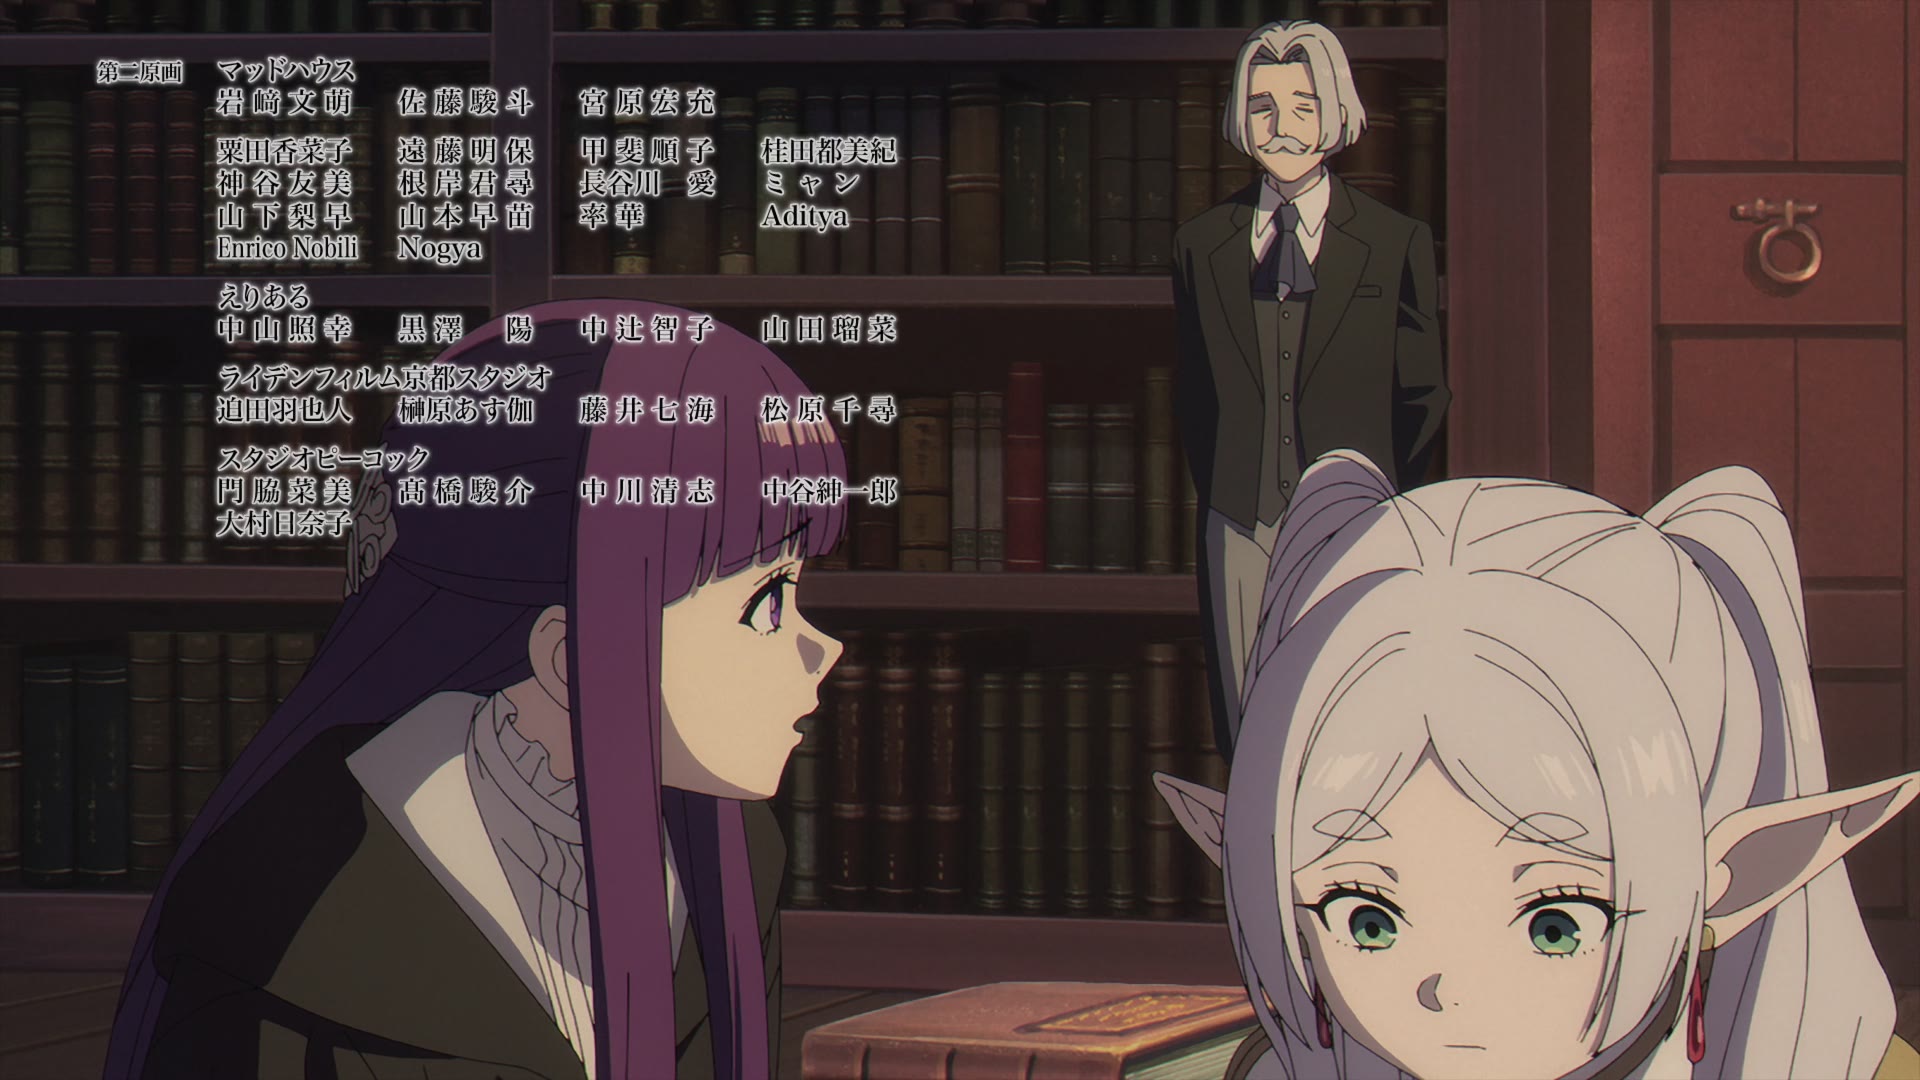 第二原画 マッドハウス
岩﨑文萌 佐藤駿斗 宮原宏充
粟田香菜子 遠藤明保 甲斐順子 桂田都美紀
神谷友美 根岸君尋 長谷川 愛 ミャン
山下梨早 山本早苗 率華 Aditya
Enrico Nobili Nogya
えりある
中山照幸 黒澤 陽 中辻智子 山田瑠菜
ライデンフィルム京都スタジオ
迫田羽也人 榊原あす伽 藤井七海 松原千尋
スタジオピーコック
門脇菜美 髙橋駿介 中川清志 中谷紳一郎
大村日奈子